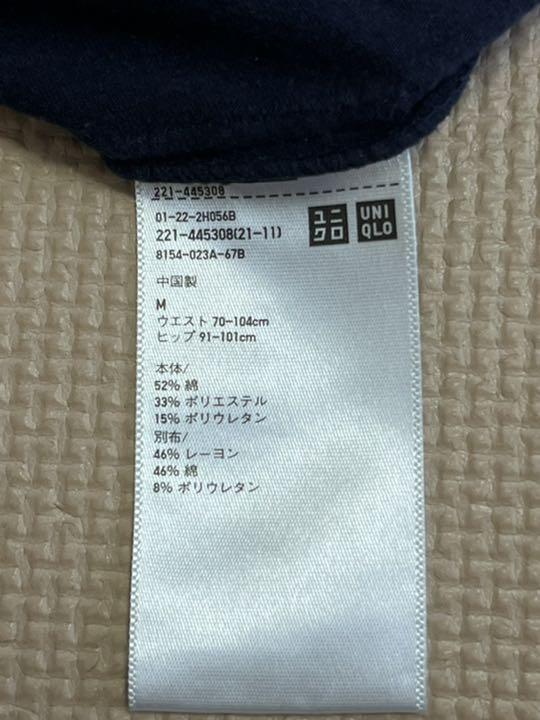 221-445308
01-22-2H056B
221-445308(21-11)
8154-023A-67B
ユニ
クロ
UNI
QLO
中国製
M
ウエスト 70-104cm
ヒップ 91-101cm
本体/
52% 綿
33% ポリエステル
15% ポリウレタン
別布/
46% レーヨン
46% 綿
8% ポリウレタン